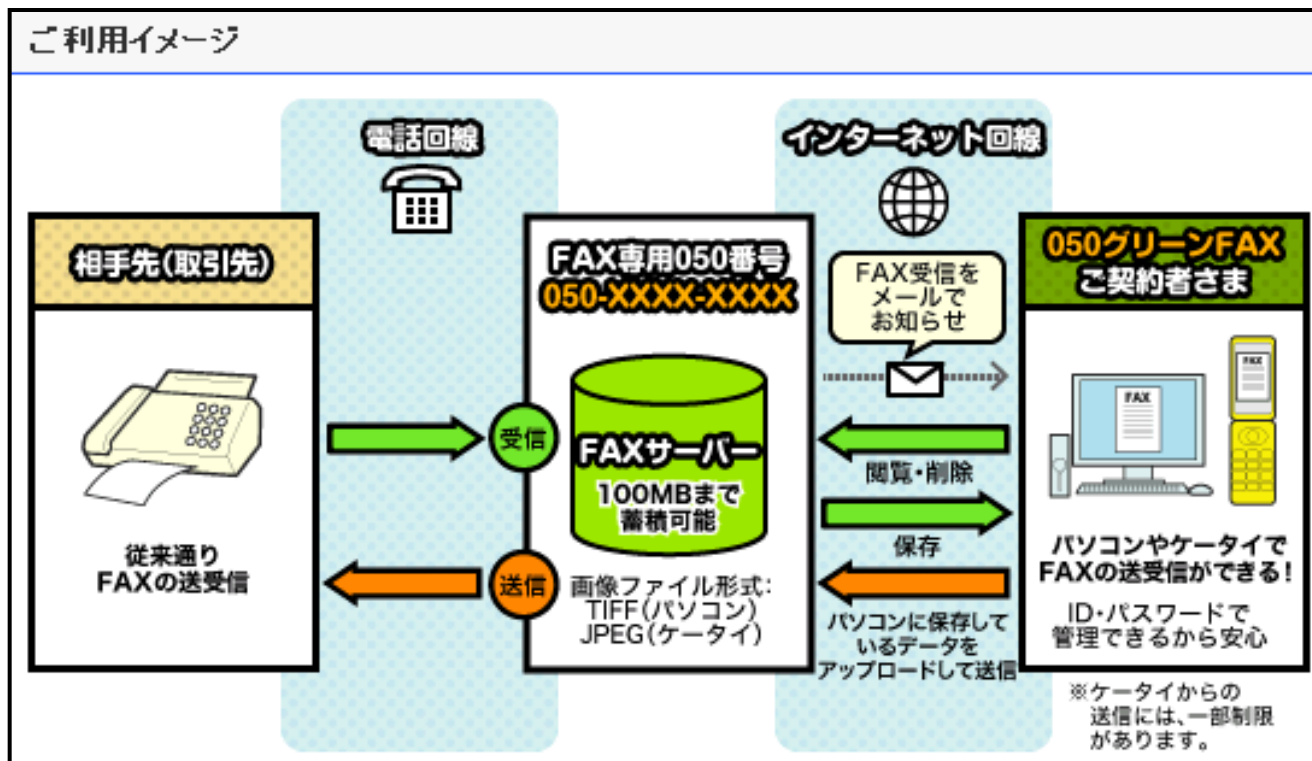 ご利用イメージ
電話回線
インターネット回線
相手先(取引先)
従来通り
FAXの送受信
FAX専用050番号
050-XXXX-XXXX
受信
FAXサーバー
100MBまで
蓄積可能
送信
画像ファイル形式:
TIFF(パソコン)
JPEG(ケータイ)
FAX受信を
メールで
お知らせ
閲覧・削除
保存
パソコンに保存して
いるデータを
アップロードして送信
050グリーンFAX
ご契約者さま
FAX
FAX
パソコンやケータイで
FAXの送受信ができる!
ID・パスワードで
管理できるから安心
※ケータイからの
送信には、一部制限
があります。